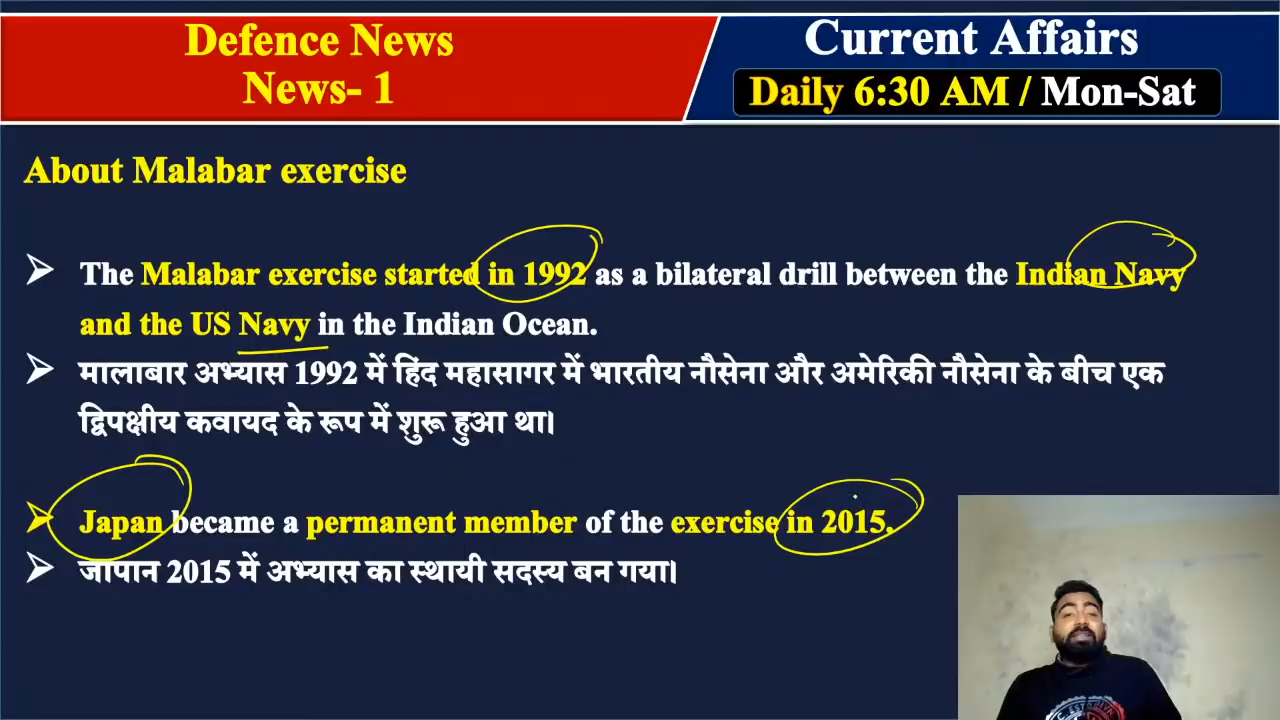 Defence News
News- 1
Current Affairs
Daily 6:30 AM / Mon-Sat
About Malabar exercise
➢ The Malabar exercise started in 1992 as a bilateral drill between the Indian Navy
and the US Navy in the Indian Ocean.
➢ मालाबार अभ्यास 1992 में हिंद महासागर में भारतीय नौसेना और अमेरिकी नौसेना के बीच एक
द्विपक्षीय कवायद के रूप में शुरू हुआ था।
➢ Japan became a permanent member of the exercise in 2015.
➢ जापान 2015 में अभ्यास का स्थायी सदस्य बन गया।